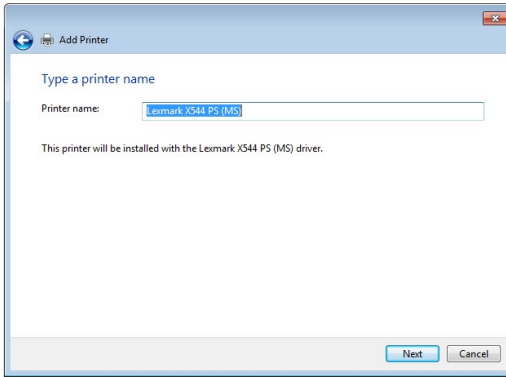 Add Printer
Type a printer name
Printer name: Lexmark X544 PS (MS)
This printer will be installed with the Lexmark X544 PS (MS) driver.
Next Cancel